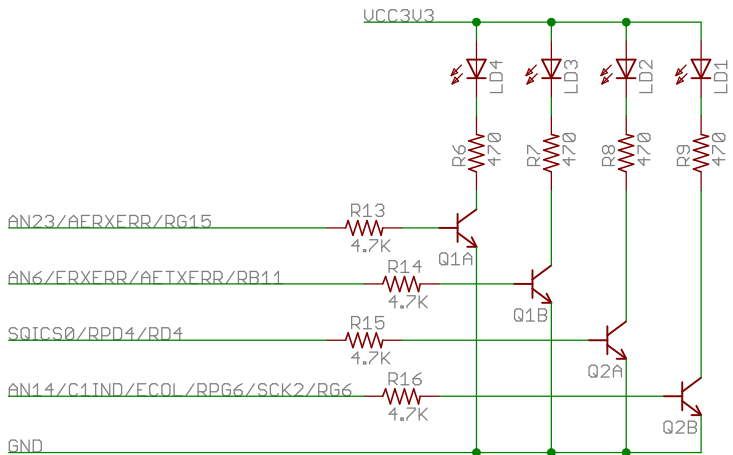 VCC3V3
LD4
LD3
LD2
LD1
R6
470
R7
470
R8
470
R9
470
AN23/AERXERR/RG15
R13
4.7K
Q1A
AN6/ERXERR/AETXERR/RB11
R14
4.7K
Q1B
SQICS0/RPD4/RD4
R15
4.7K
Q2A
AN14/C1IND/ECOL/RPG6/SCK2/RG6
R16
4.7K
Q2B
GND